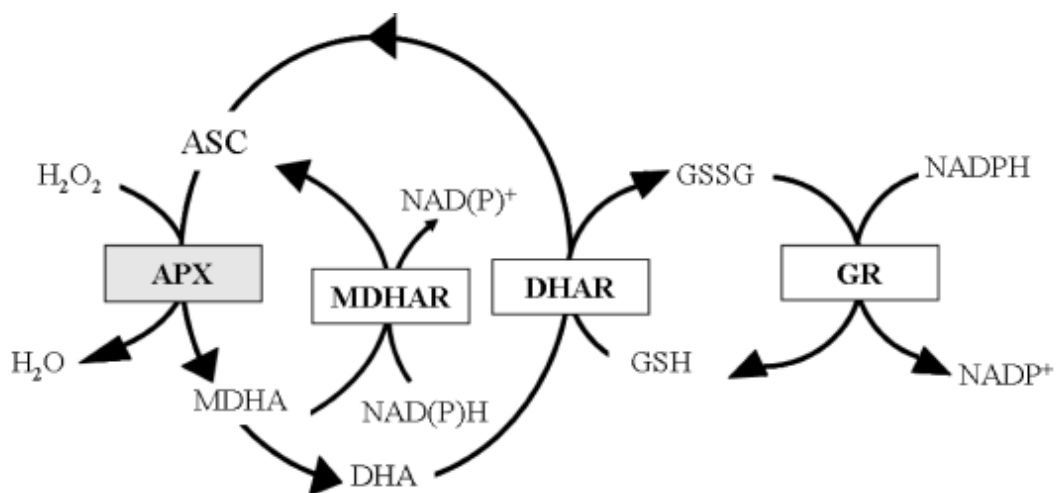 ASC
H₂O₂
NAD(P)⁺
GSSG
NADPH
APX
MDHAR
DHAR
GR
H₂O
MDHA
NAD(P)H
GSH
NADP⁺
DHA